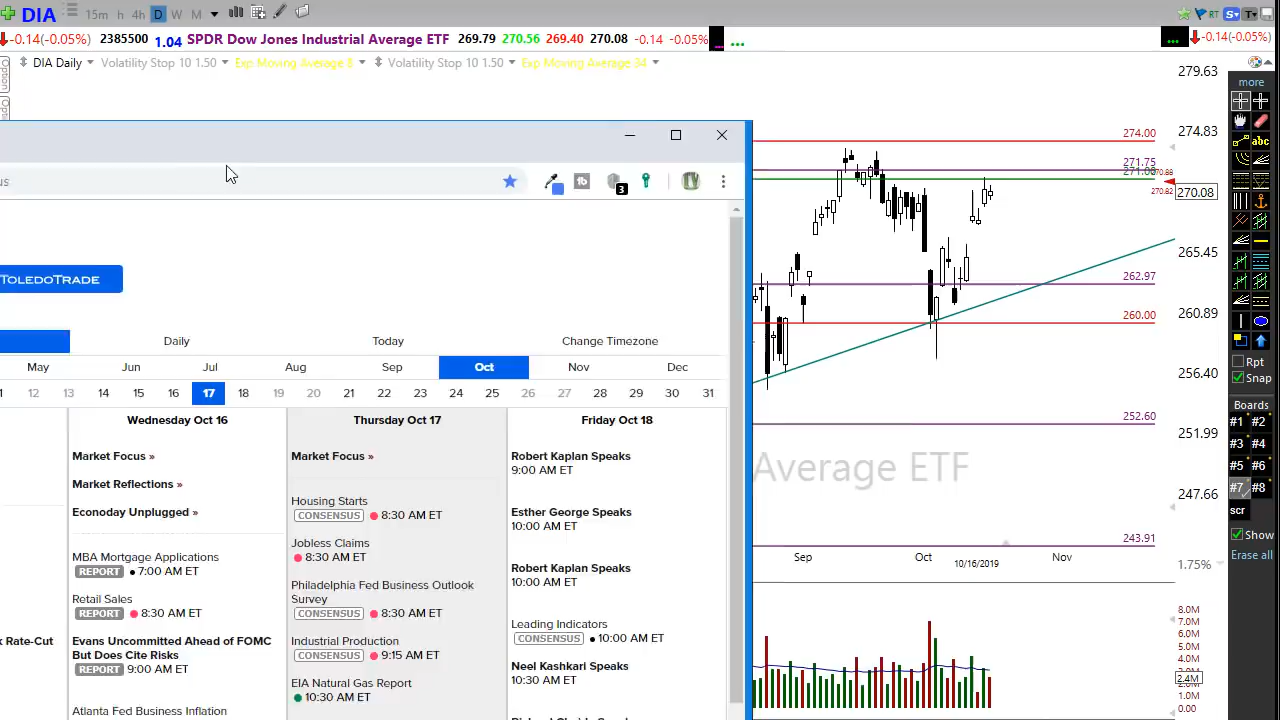 DIA 15m h 4h D W M RT S T
-0.14(-0.05%) 2385500 1.04 SPDR Dow Jones Industrial Average ETF 269.79 270.56 269.40 270.08 -0.14 -0.05% ... ... -0.14(-0.05%)
DIA Daily Volatility Stop 10 1.50 Exp Moving Average 8 Volatility Stop 10 1.50 Exp Moving Average 34
279.63
274.83
270.08
265.45
260.89
256.40
251.99
247.66
1.75%
274.00
271.75
270.88
270.82
262.97
260.00
252.60
243.91
Average ETF
Sep Oct Nov
10/16/2019
8.0M
7.0M
6.0M
5.0M
4.0M
2.4M
1.0M
0.00
more
abc
Rpt
Snap
Boards
#1 #2
#3 #4
#5 #6
#7 #8
scr
Show
Erase all
us
3
TOLEDOTRADE
Daily Today Change Timezone
May Jun Jul Aug Sep Oct Nov Dec
1 12 13 14 15 16 17 18 19 20 21 22 23 24 25 26 27 28 29 30 31
Wednesday Oct 16
Market Focus »
Market Reflections »
Econoday Unplugged »
MBA Mortgage Applications
REPORT 7:00 AM ET
Retail Sales
REPORT 8:30 AM ET
k Rate-Cut
Evans Uncommitted Ahead of FOMC
But Does Cite Risks
REPORT 9:00 AM ET
Atlanta Fed Business Inflation
Thursday Oct 17
Market Focus »
Housing Starts
CONSENSUS 8:30 AM ET
Jobless Claims
8:30 AM ET
Philadelphia Fed Business Outlook
Survey
CONSENSUS 8:30 AM ET
Industrial Production
CONSENSUS 9:15 AM ET
EIA Natural Gas Report
10:30 AM ET
Friday Oct 18
Robert Kaplan Speaks
9:00 AM ET
Esther George Speaks
10:00 AM ET
Robert Kaplan Speaks
10:00 AM ET
Leading Indicators
CONSENSUS 10:00 AM ET
Neel Kashkari Speaks
10:30 AM ET